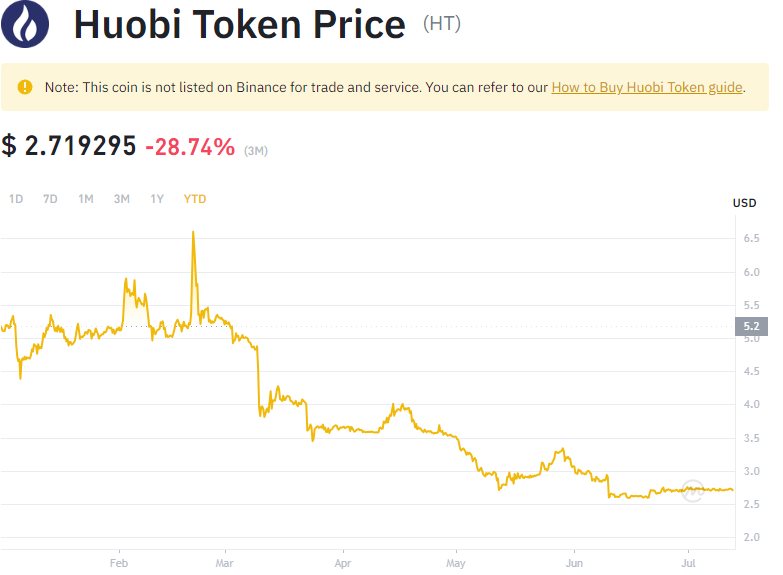 Huobi Token Price (HT)
Note: This coin is not listed on Binance for trade and service. You can refer to our How to Buy Huobi Token guide.
$ 2.719295 -28.74% (3M)
1D 7D 1M 3M 1Y YTD
USD
6.5
6.0
5.5
5.2
5.0
4.5
4.0
3.5
3.0
2.5
2.0
Feb Mar Apr May Jun Jul